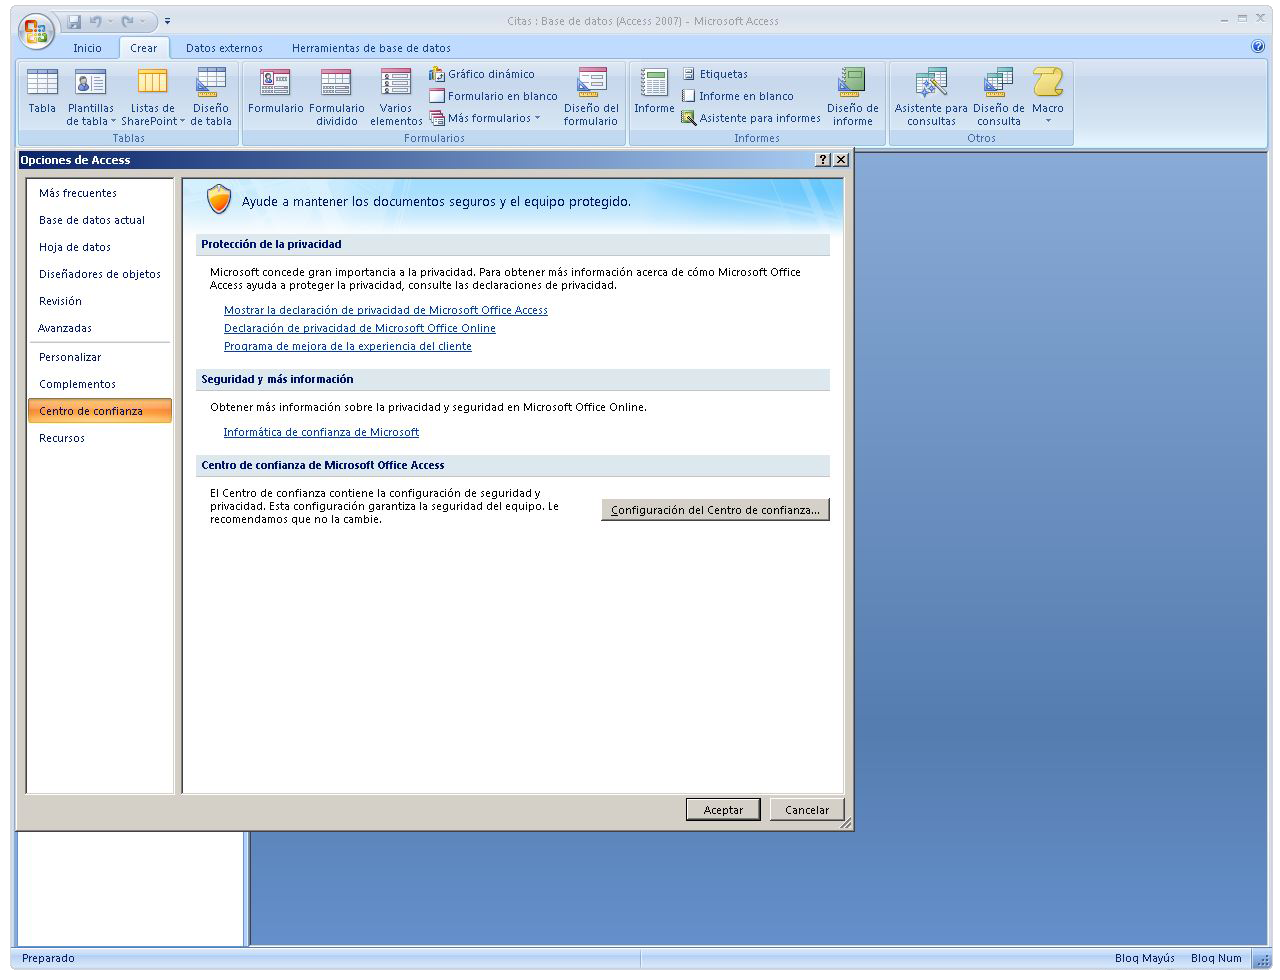 Citas : Base de datos (Access 2007) - Microsoft Access
Inicio Crear Datos externos Herramientas de base de datos
Tabla
Plantillas de tabla
Listas de SharePoint
Diseño de tabla
Tablas
Formulario
Formulario dividido
Varios elementos
Gráfico dinámico
Formulario en blanco
Más formularios
Diseño del formulario
Formularios
Informe
Etiquetas
Informe en blanco
Asistente para informes
Diseño de informe
Informes
Asistente para consultas
Diseño de consulta
Macro
Otros
Opciones de Access
Más frecuentes
Base de datos actual
Hoja de datos
Diseñadores de objetos
Revisión
Avanzadas
Personalizar
Complementos
Centro de confianza
Recursos
Ayude a mantener los documentos seguros y el equipo protegido.
Protección de la privacidad
Microsoft concede gran importancia a la privacidad. Para obtener más información acerca de cómo Microsoft Office
Access ayuda a proteger la privacidad, consulte las declaraciones de privacidad.
Mostrar la declaración de privacidad de Microsoft Office Access
Declaración de privacidad de Microsoft Office Online
Programa de mejora de la experiencia del cliente
Seguridad y más información
Obtener más información sobre la privacidad y seguridad en Microsoft Office Online.
Informática de confianza de Microsoft
Centro de confianza de Microsoft Office Access
El Centro de confianza contiene la configuración de seguridad y
privacidad. Esta configuración garantiza la seguridad del equipo. Le
recomendamos que no la cambie.
Configuración del Centro de confianza...
Aceptar Cancelar
Preparado Bloq Mayús Bloq Num